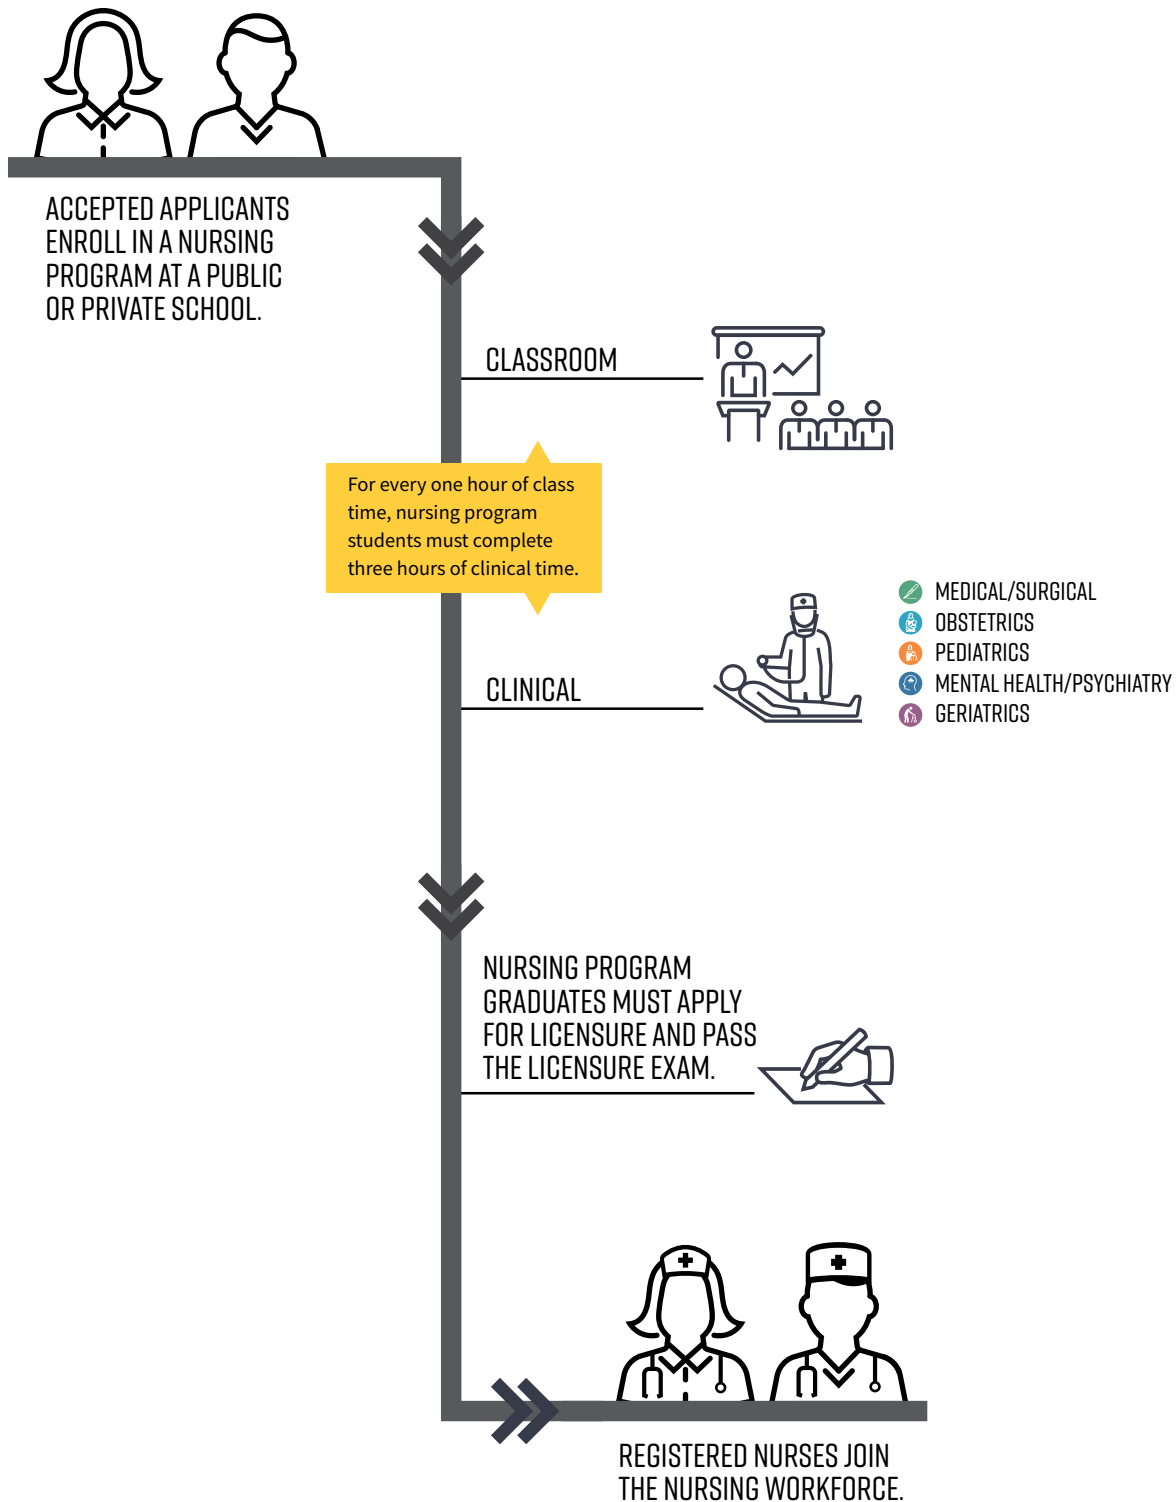 ACCEPTED APPLICANTS
ENROLL IN A NURSING
PROGRAM AT A PUBLIC
OR PRIVATE SCHOOL.
CLASSROOM
For every one hour of class
time, nursing program
students must complete
three hours of clinical time.
CLINICAL
MEDICAL/SURGICAL
OBSTETRICS
PEDIATRICS
MENTAL HEALTH/PSYCHIATRY
GERIATRICS
NURSING PROGRAM
GRADUATES MUST APPLY
FOR LICENSURE AND PASS
THE LICENSURE EXAM.
REGISTERED NURSES JOIN
THE NURSING WORKFORCE.